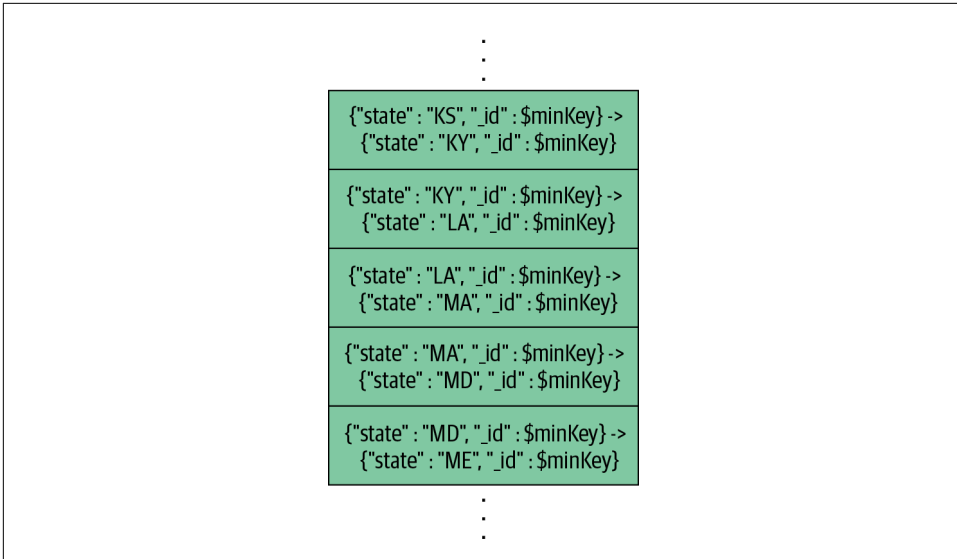 {"state" : "KS", "_id" : $minKey} ->
{"state" : "KY", "_id" : $minKey}
{"state" : "KY", "_id" : $minKey} ->
{"state" : "LA", "_id" : $minKey}
{"state" : "LA", "_id" : $minKey} ->
{"state" : "MA", "_id" : $minKey}
{"state" : "MA", "_id" : $minKey} ->
{"state" : "MD", "_id" : $minKey}
{"state" : "MD", "_id" : $minKey} ->
{"state" : "ME", "_id" : $minKey}